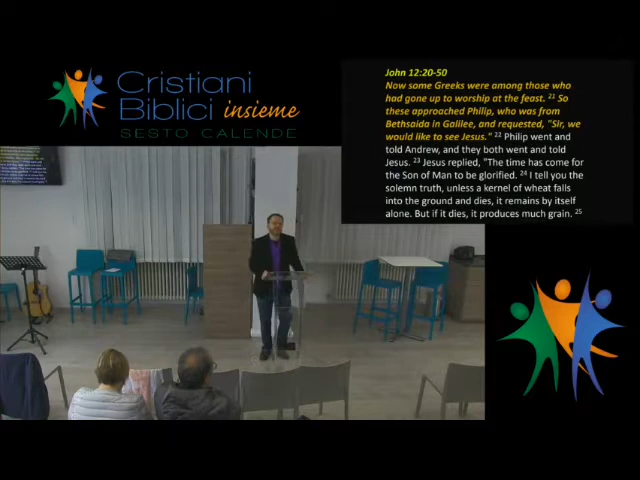 Cristiani
Biblici insieme
SESTO CALENDE
John 12:20-50
Now some Greeks were among those who
had gone up to worship at the feast. 21 So
these approached Philip, who was from
Bethsaida in Galilee, and requested, "Sir, we
would like to see Jesus." 22 Philip went and
told Andrew, and they both went and told
Jesus. 23 Jesus replied, "The time has come for
the Son of Man to be glorified. 24 I tell you the
solemn truth, unless a kernel of wheat falls
into the ground and dies, it remains by itself
alone. But if it dies, it produces much grain. 25